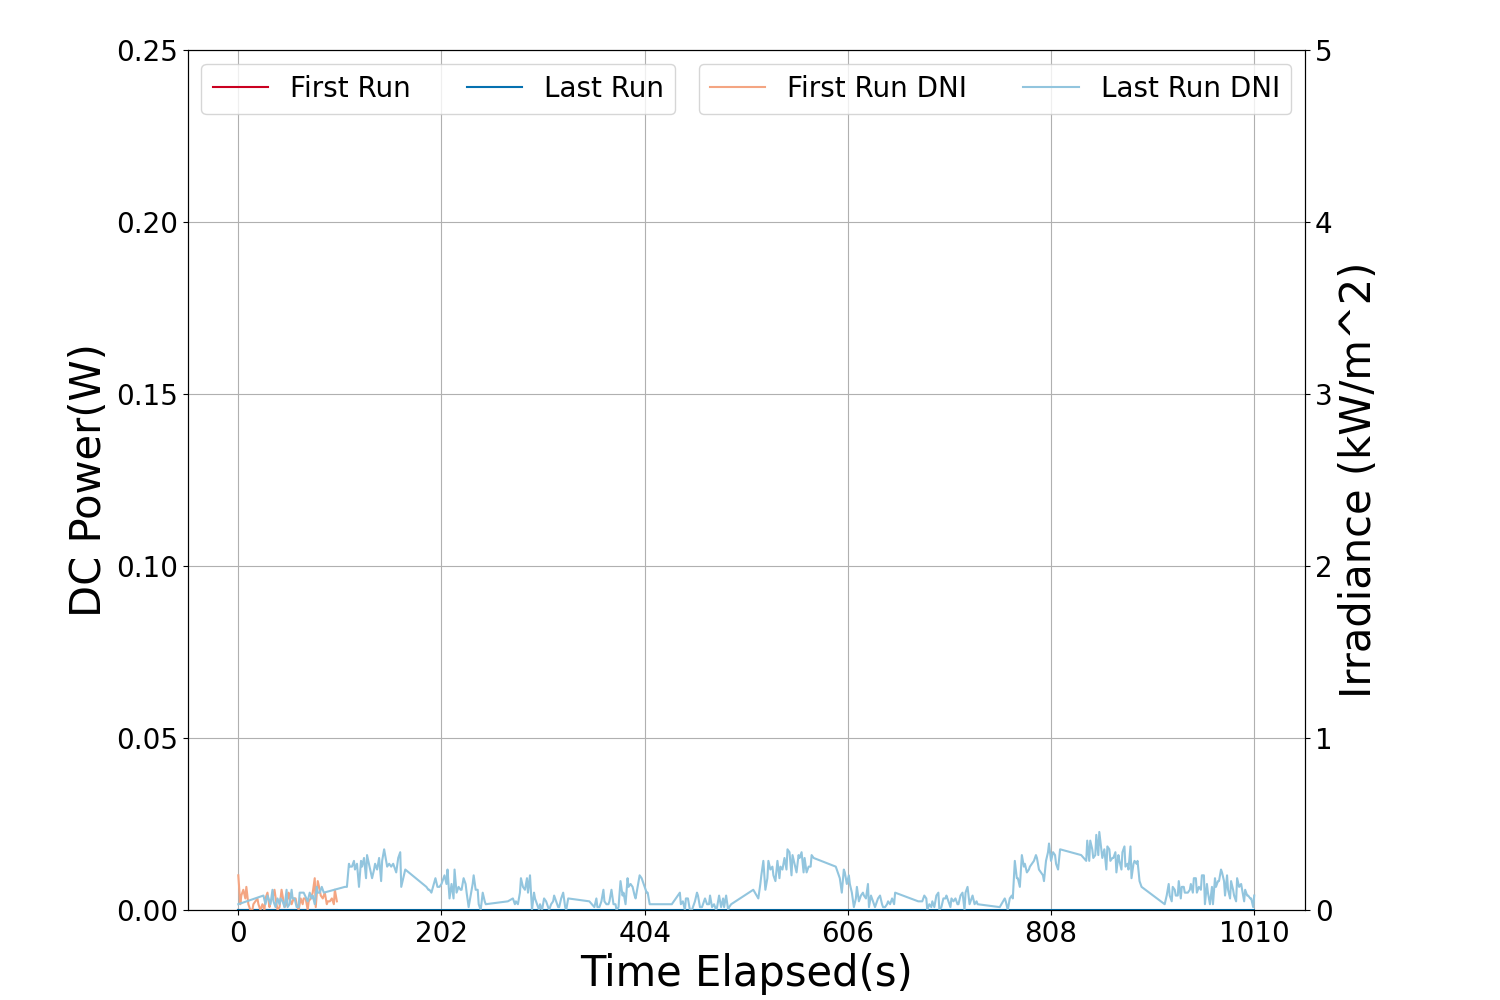 First Run Last Run First Run DNI Last Run DNI
0.25
0.20
0.15
0.10
0.05
0.00
DC Power(W)
5
4
3
2
1
0
Irradiance (kW/m^2)
0 202 404 606 808 1010
Time Elapsed(s)